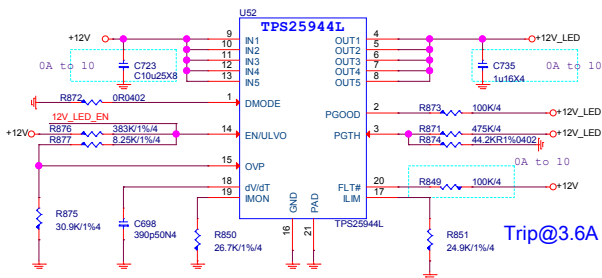 U52
TPS25944L
+12V
9
IN1
OUT1
4
+12V_LED
10
IN2
OUT2
5
0A to 10
11
IN3
OUT3
6
0A to 10
12
IN4
OUT4
7
13
IN5
OUT5
8
C723
C10u25X8
C735
1u16X4
R872
0R0402
1
DMODE
PGOOD
2
R873
100K/4
+12V_LED
12V_LED_EN
+12V
R876
383K/1%/4
14
EN/ULVO
PGTH
3
R871
475K/4
+12V_LED
R877
8.25K/1%/4
R874
44.2KR1%0402
15
OVP
0A to 10
18
dV/dT
FLT#
20
R849
100K/4
+12V
19
IMON
ILIM
17
GND
PAD
16
21
TPS25944L
R875
30.9K/1%/4
C698
390p50N4
R850
26.7K/1%/4
R851
24.9K/1%/4
Trip@3.6A